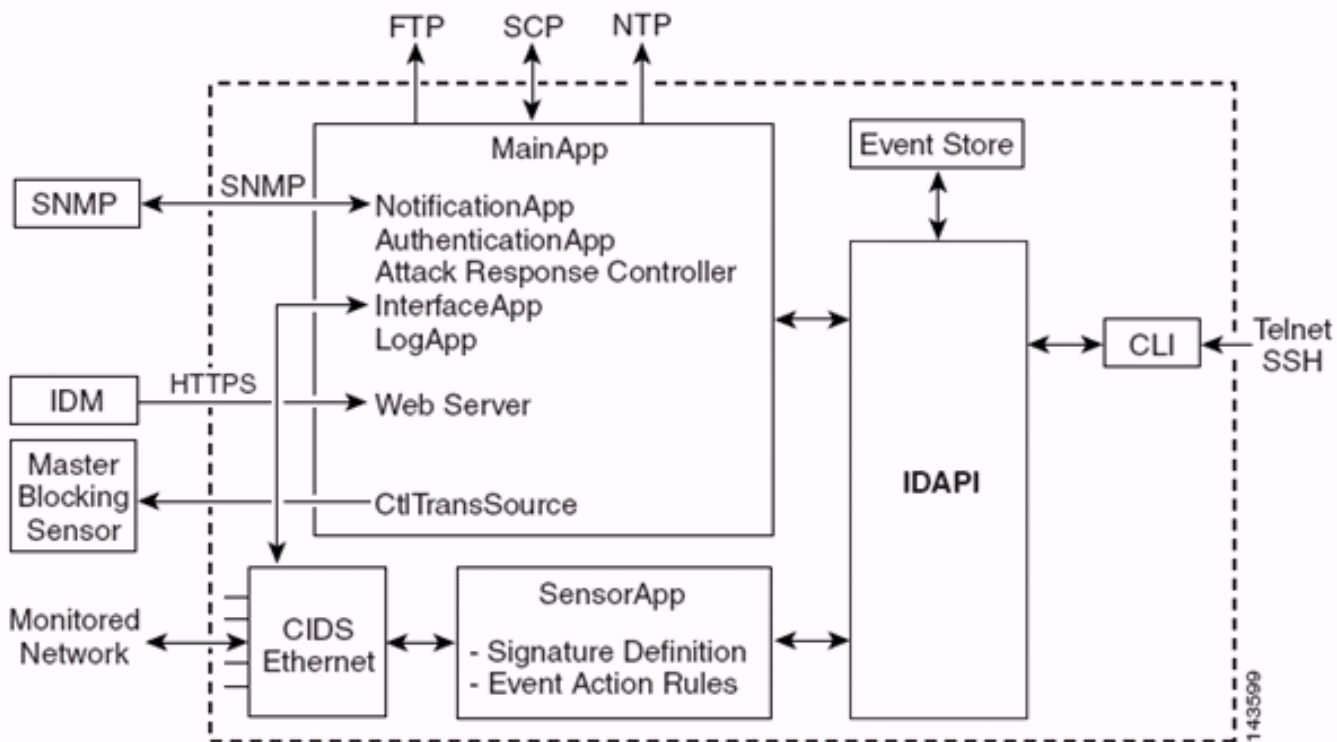 FTP
SCP
NTP
MainApp
Event Store
SNMP
SNMP
NotificationApp
AuthenticationApp
Attack Response Controller
InterfaceApp
LogApp
CLI
Telnet
SSH
IDM
HTTPS
Web Server
Master
Blocking
Sensor
CtlTransSource
IDAPI
Monitored
Network
CIDS
Ethernet
SensorApp
- Signature Definition
- Event Action Rules
143599